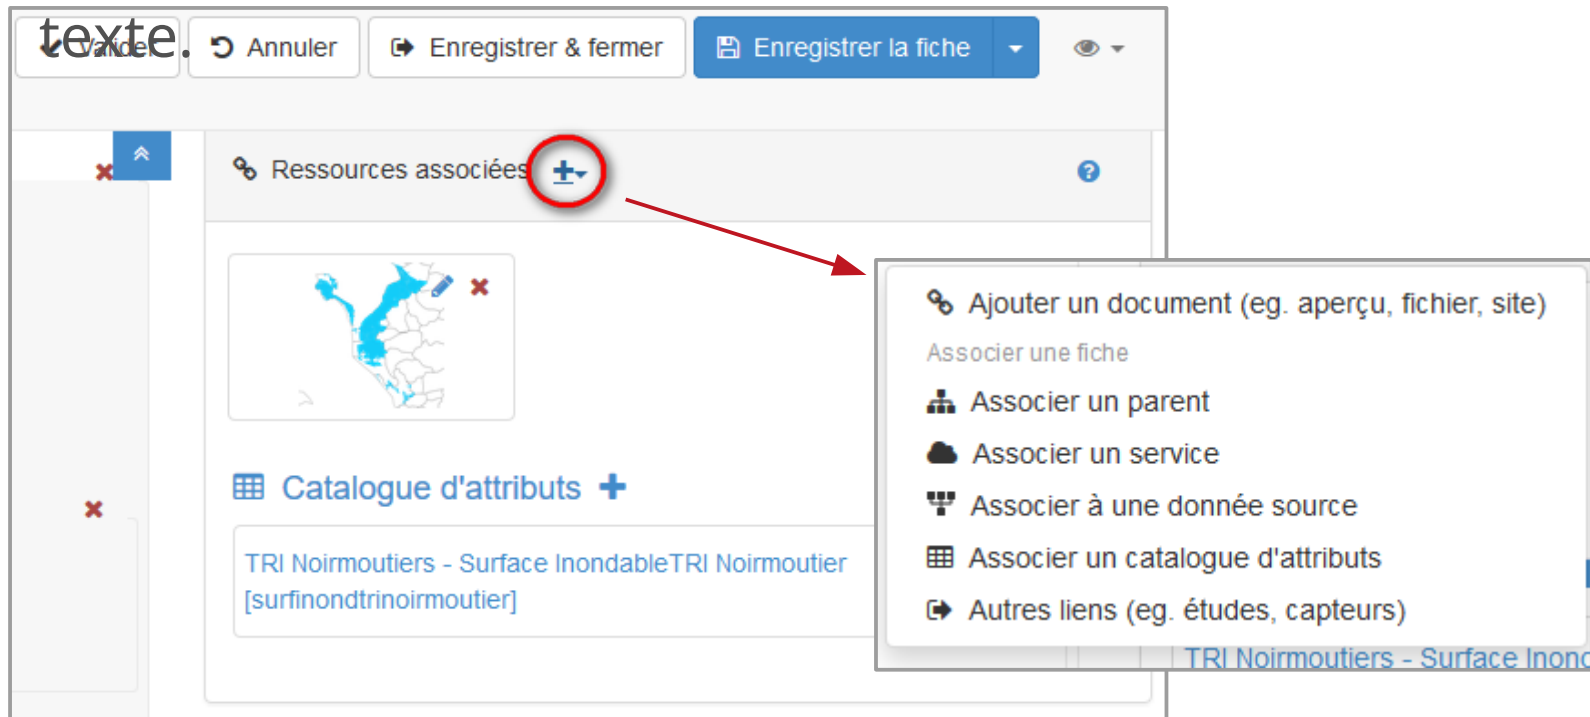 texte.
Valider Annuler Enregistrer & fermer Enregistrer la fiche
Ressources associées
Ajouter un document (eg. aperçu, fichier, site)
Associer une fiche
Associer un parent
Associer un service
Associer à une donnée source
Associer un catalogue d'attributs
Autres liens (eg. études, capteurs)
Catalogue d'attributs
TRI Noirmoutiers - Surface InondableTRI Noirmoutier
[surfinondtrinoirmoutier]
TRI Noirmoutiers - Surface Inond